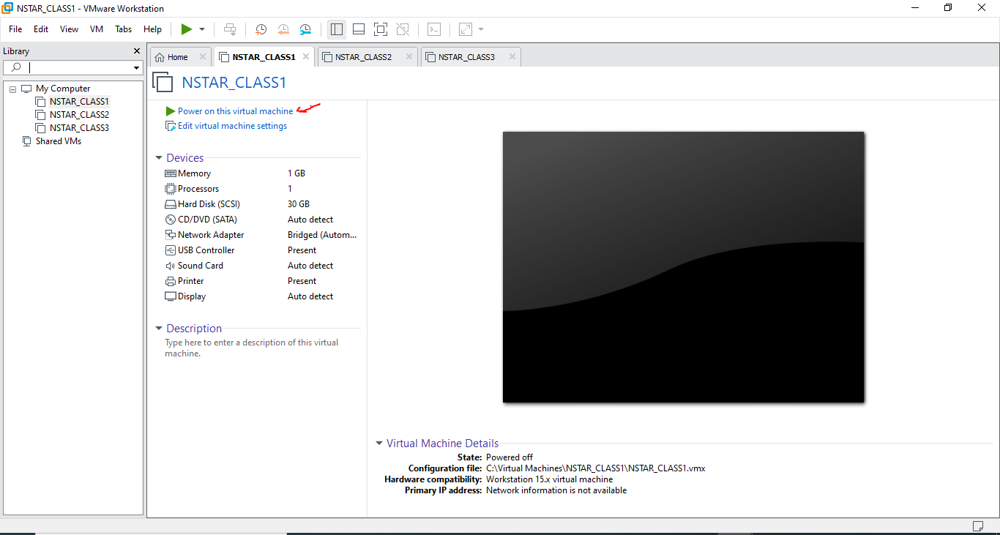 NSTAR_CLASS1 - VMware Workstation
File Edit View VM Tabs Help
Library
Home NSTAR_CLASS1 NSTAR_CLASS2 NSTAR_CLASS3
My Computer
NSTAR_CLASS1
NSTAR_CLASS2
NSTAR_CLASS3
Shared VMs
NSTAR_CLASS1
Power on this virtual machine
Edit virtual machine settings
Devices
Memory 1 GB
Processors 1
Hard Disk (SCSI) 30 GB
CD/DVD (SATA) Auto detect
Network Adapter Bridged (Autom...
USB Controller Present
Sound Card Auto detect
Printer Present
Display Auto detect
Description
Type here to enter a description of this virtual
machine.
Virtual Machine Details
State: Powered off
Configuration file: C:\Virtual Machines\NSTAR_CLASS1\NSTAR_CLASS1.vmx
Hardware compatibility: Workstation 15.x virtual machine
Primary IP address: Network information is not available